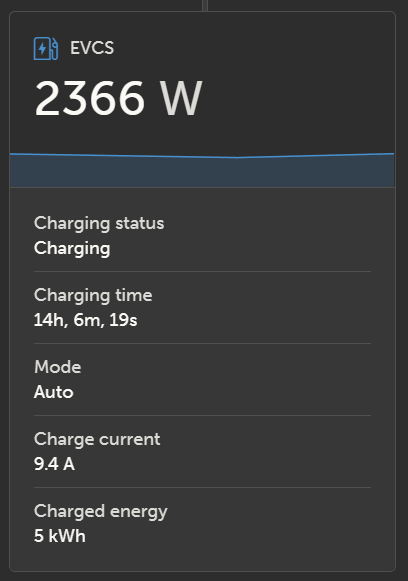 EVCS
2366 W
Charging status
Charging
Charging time
14h, 6m, 19s
Mode
Auto
Charge current
9.4 A
Charged energy
5 kWh